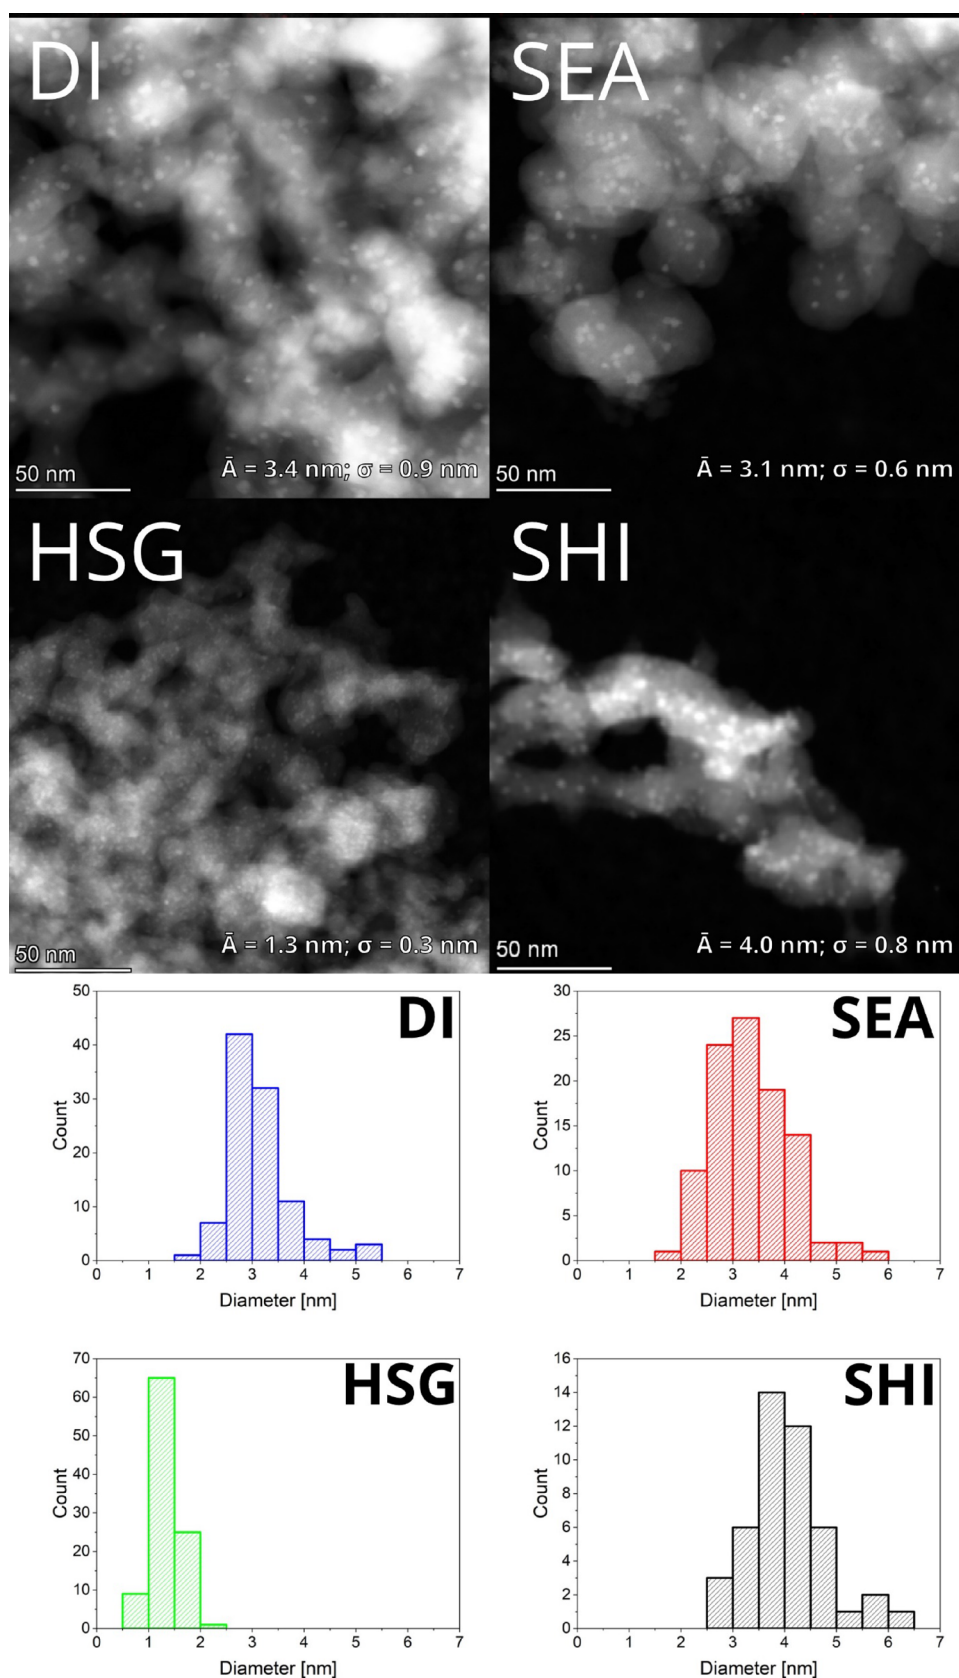 DI
SEA
50 nm
Ā = 3.4 nm; σ = 0.9 nm
50 nm
Ā = 3.1 nm; σ = 0.6 nm
HSG
SHI
50 nm
Ā = 1.3 nm; σ = 0.3 nm
50 nm
Ā = 4.0 nm; σ = 0.8 nm
DI
50
40
30
20
10
0
Count
0 1 2 3 4 5 6 7
Diameter [nm]
SEA
30
25
20
15
10
5
0
Count
0 1 2 3 4 5 6 7
Diameter [nm]
HSG
70
60
50
40
30
20
10
0
Count
0 1 2 3 4 5 6 7
Diameter [nm]
SHI
16
14
12
10
8
6
4
2
0
Count
0 1 2 3 4 5 6 7
Diameter [nm]